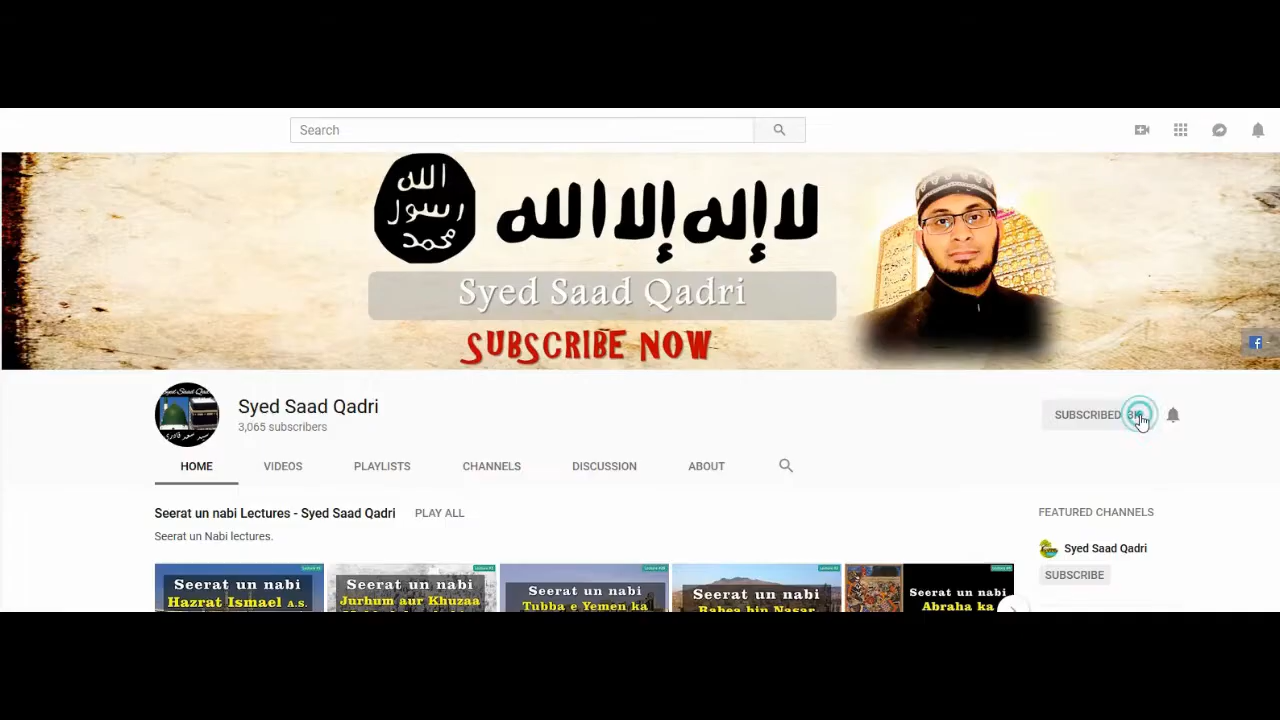 Search
الله
رسول
محمد
لا إله إلا الله
Syed Saad Qadri
SUBSCRIBE NOW
Syed Saad Qadri
3,065 subscribers
SUBSCRIBED
HOME VIDEOS PLAYLISTS CHANNELS DISCUSSION ABOUT
Seerat un nabi Lectures - Syed Saad Qadri PLAY ALL
Seerat un Nabi lectures.
FEATURED CHANNELS
Syed Saad Qadri
SUBSCRIBE
Seerat un nabi
Hazrat Ismael A.S.
Seerat un nabi
Jurhum aur Khuzaa
Seerat un nabi
Tubba e Yemen ka
Seerat un nabi
Rabea bin Nasar
Seerat un nabi
Abraha ka